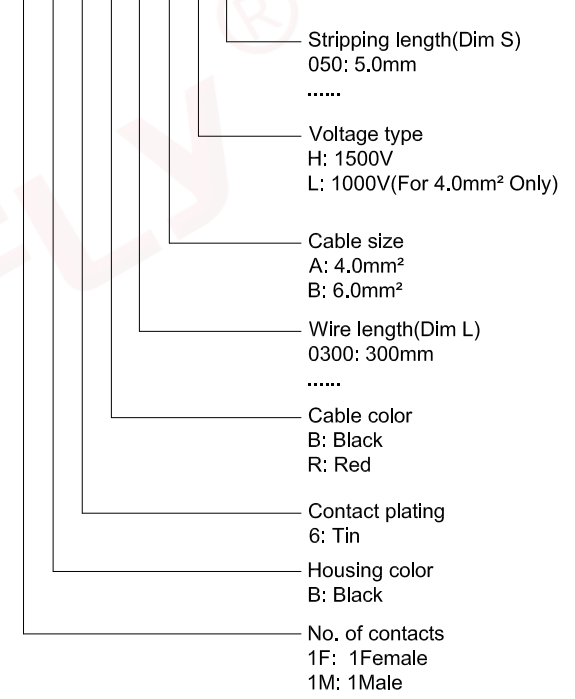 Stripping length(Dim S)
050: 5.0mm
......
Voltage type
H: 1500V
L: 1000V(For 4.0mm² Only)
Cable size
A: 4.0mm²
B: 6.0mm²
Wire length(Dim L)
0300: 300mm
......
Cable color
B: Black
R: Red
Contact plating
6: Tin
Housing color
B: Black
No. of contacts
1F: 1Female
1M: 1Male